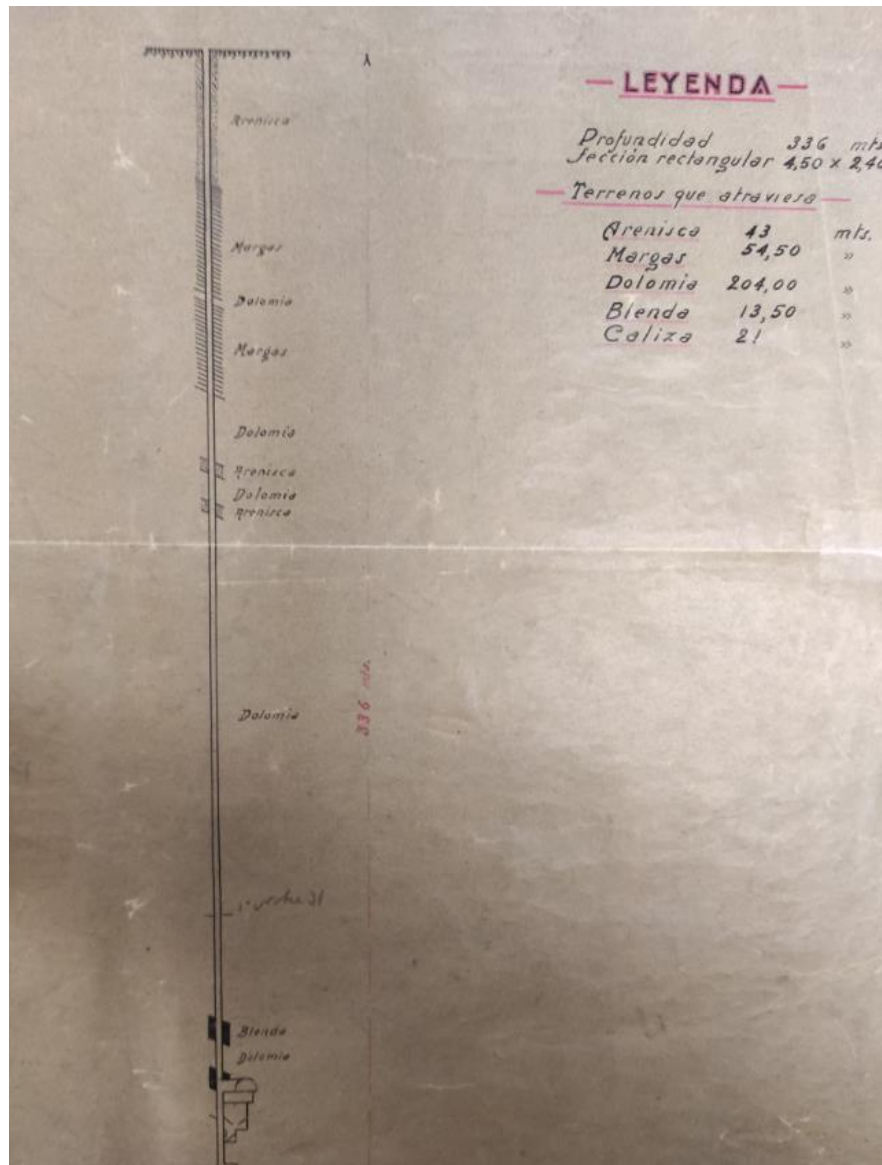 LEYENDA
Profundidad 336 mts
Sección rectangular 4,50 × 2,40
Terrenos que atraviesa
Arenisca 43 mts.
Margas 54,50 »
Dolomia 204,00 »
Blenda 13,50 »
Caliza 21 »
Arenisca
Margas
Dolomia
Margas
Dolomia
Arenisca
Dolomia
Arenisca
336 mts.
Dolomia
Blenda
Dolomia